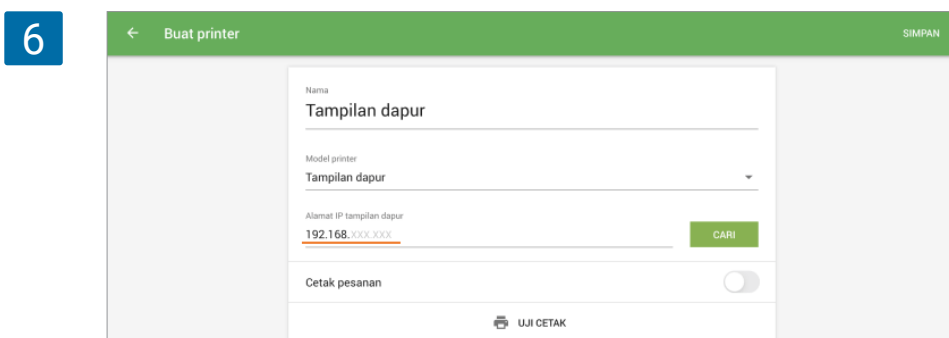 6
Buat printer
SIMPAN
Nama
Tampilan dapur
Model printer
Tampilan dapur
Alamat IP tampilan dapur
192.168.XXX.XXX
CARI
Cetak pesanan
UJI CETAK